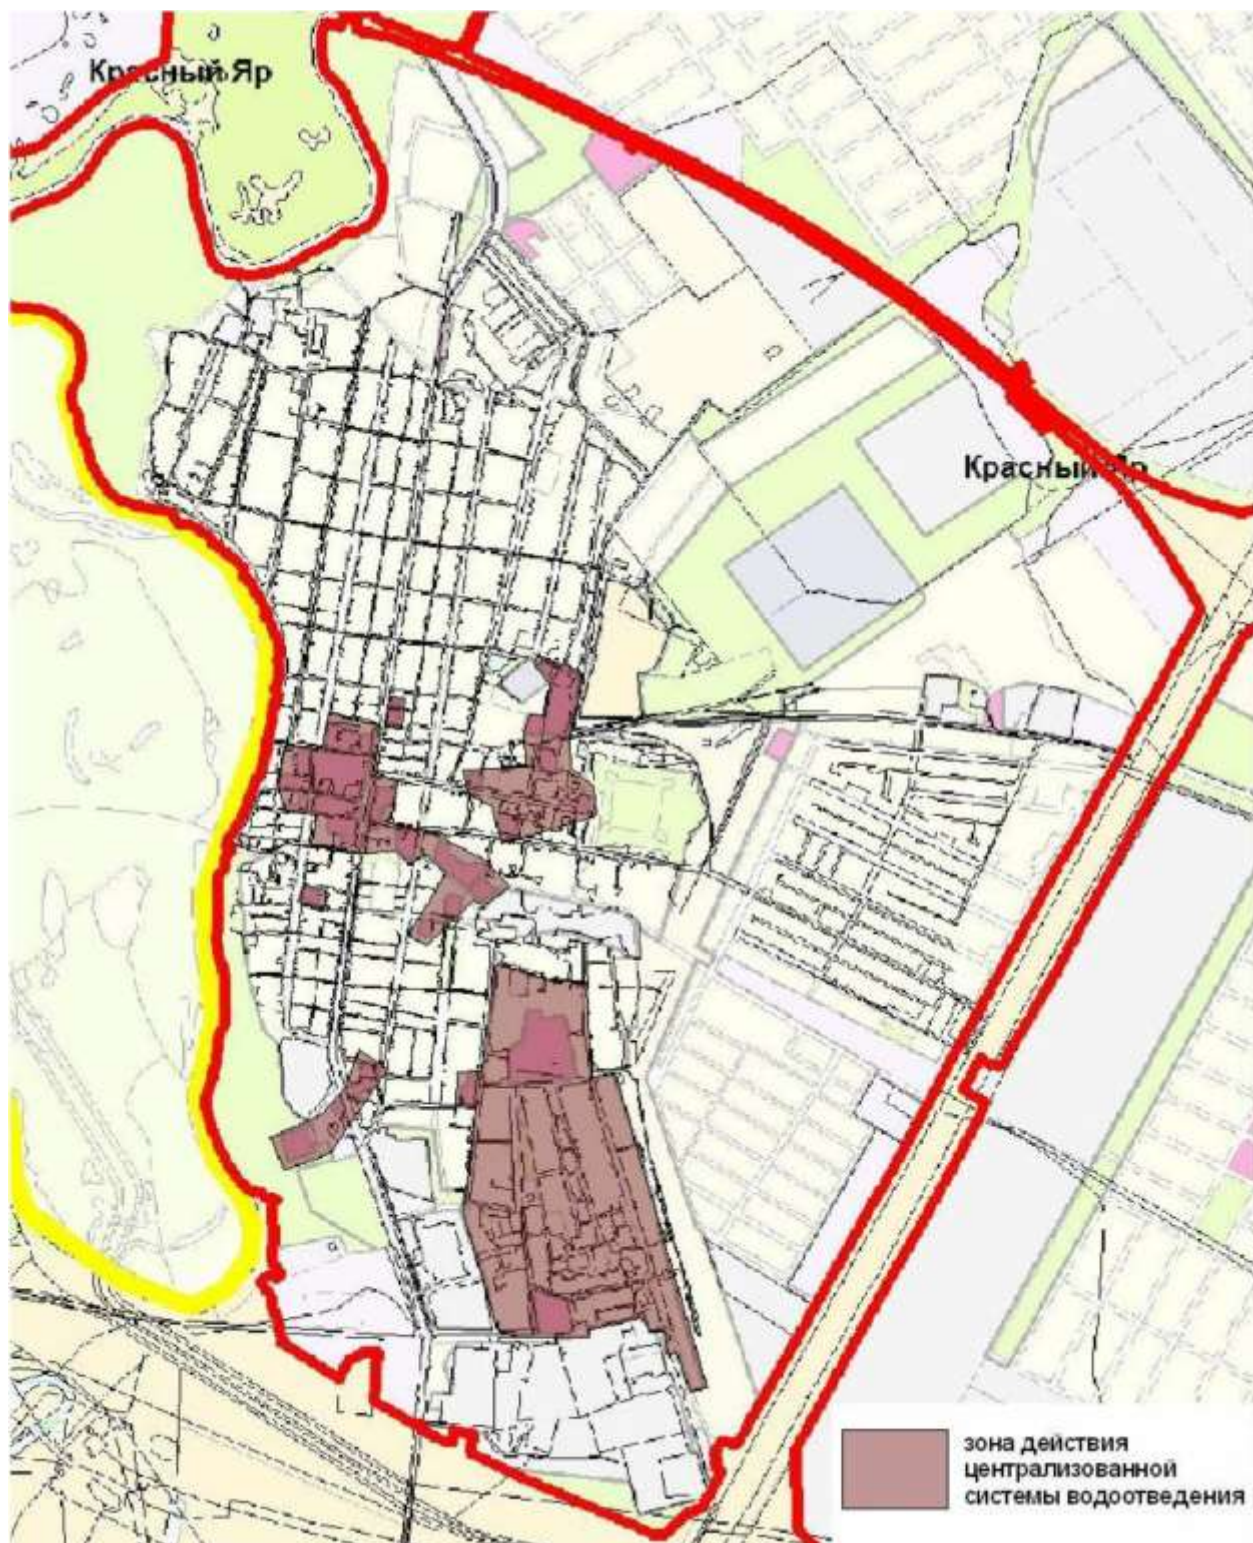 Красный Яр
Красный Яр
зона действия
централизованной
системы водоотведения